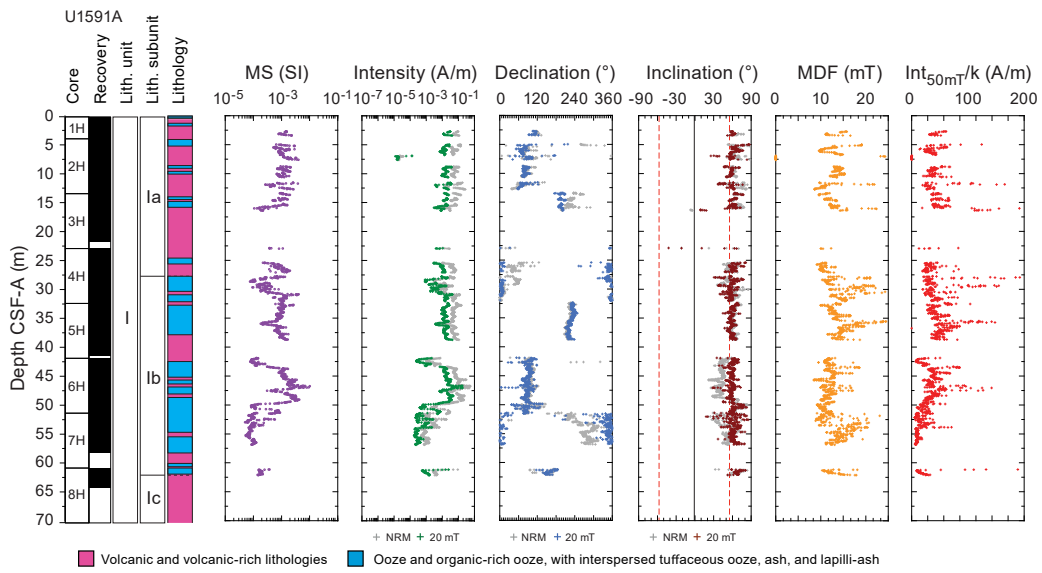 U1591A
Core
Recovery
Lith. unit
Lith. subunit
Lithology
MS (SI)
Intensity (A/m)
Declination (°)
Inclination (°)
MDF (mT)
Int50mT/k (A/m)
10−5 10−3 10−1
10−5 10−3 10−1
0 120 240 360
-90 -30 30 90
0 10 20
0 50 100 150 200
Depth CSF-A (m)
0
5
10
15
20
25
30
35
40
45
50
55
60
65
70
1H
2H
3H
4H
5H
6H
7H
8H
I
Ia
Ib
Ic
+ NRM + 20 mT
+ NRM + 20 mT
+ NRM + 20 mT
Volcanic and volcanic-rich lithologies
Ooze and organic-rich ooze, with interspersed tuffaceous ooze, ash, and lapilli-ash